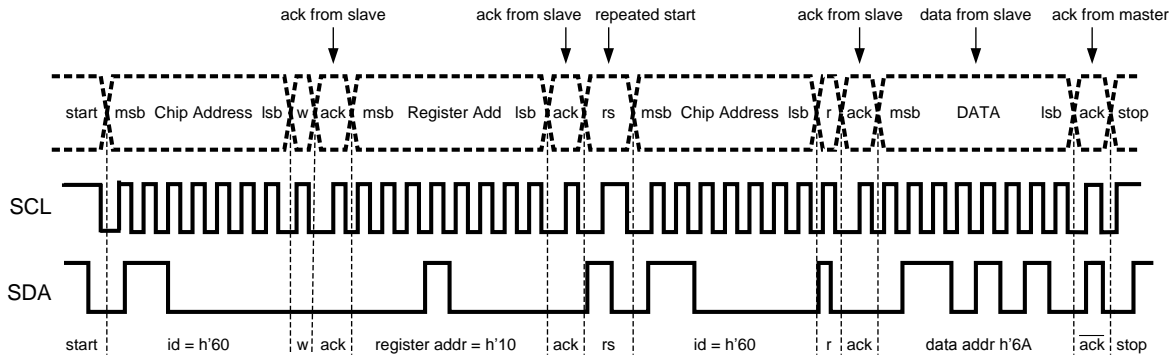 ack from slave ack from slave repeated start ack from slave data from slave ack from master
start msb Chip Address lsb w ack msb Register Add lsb ack rs msb Chip Address lsb r ack msb DATA lsb ack stop
SCL
SDA
start id = h'60 w ack register addr = h'10 ack rs id = h'60 r ack data addr h'6A ack stop